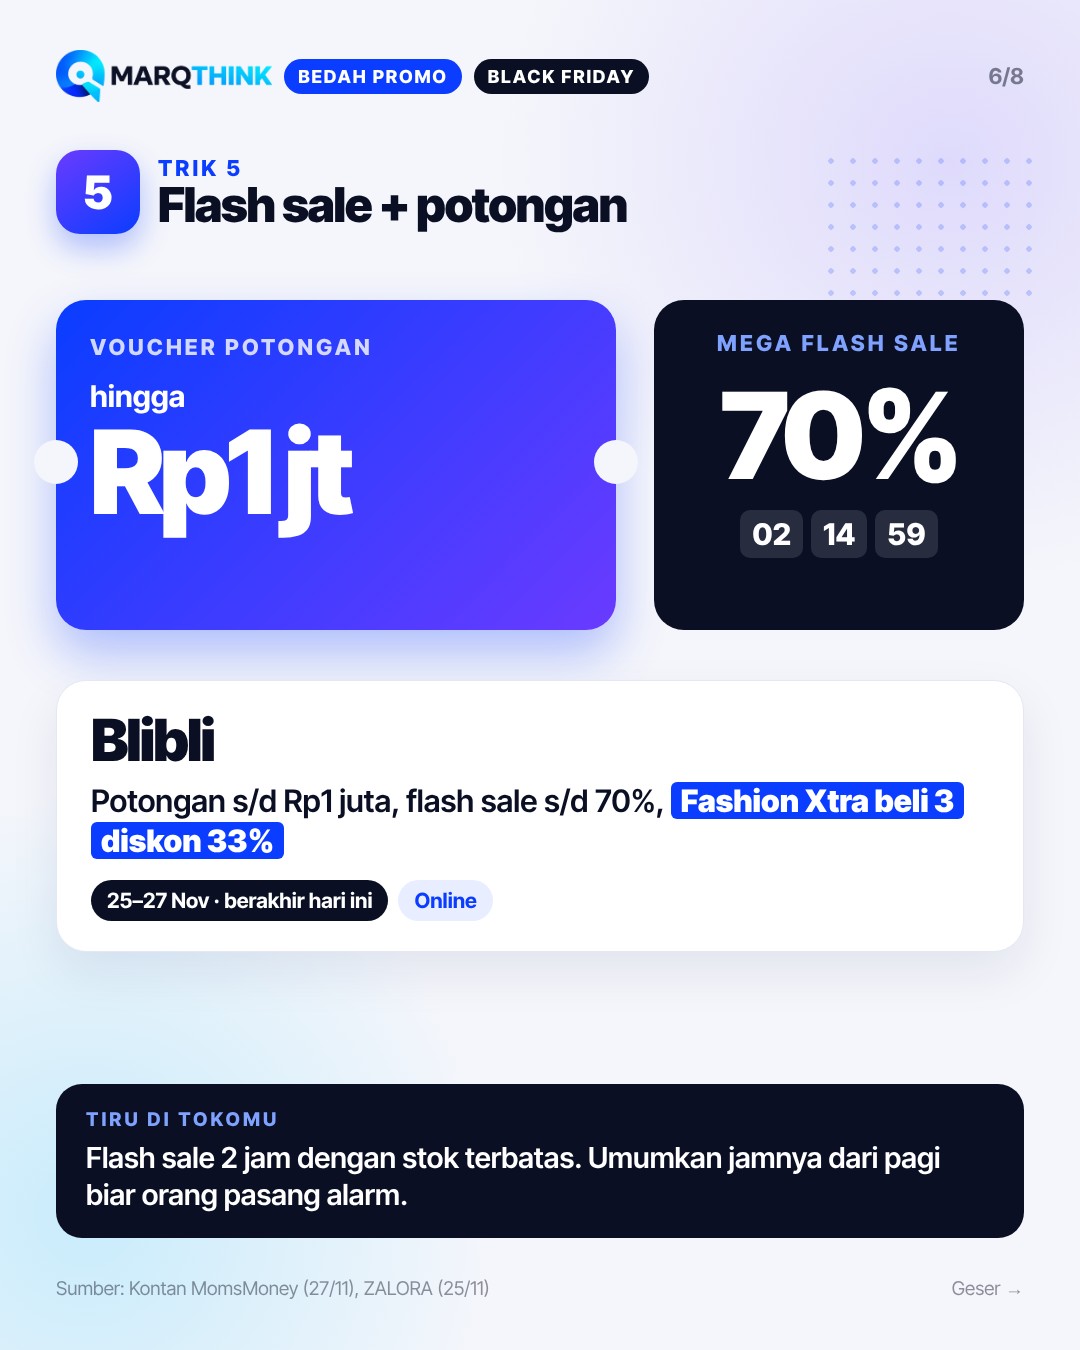 MARQTHINK BEDAH PROMO BLACK FRIDAY 6/8
5
TRIK 5
Flash sale + potongan
VOUCHER POTONGAN
hingga
Rp1jt
MEGA FLASH SALE
70%
02 14 59
Blibli
Potongan s/d Rp1 juta, flash sale s/d 70%, Fashion Xtra beli 3
diskon 33%
25–27 Nov · berakhir hari ini Online
TIRU DI TOKOMU
Flash sale 2 jam dengan stok terbatas. Umumkan jamnya dari pagi
biar orang pasang alarm.
Sumber: Kontan MomsMoney (27/11), ZALORA (25/11) Geser →